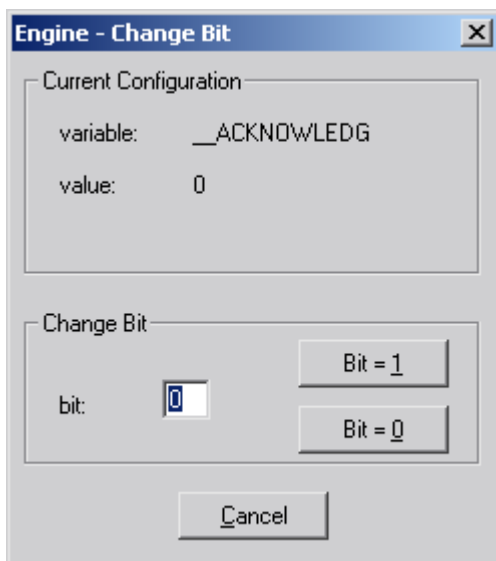 Engine - Change Bit
Current Configuration
variable: __ACKNOWLEDG
value: 0
Change Bit
bit: 0
Bit = 1
Bit = 0
Cancel